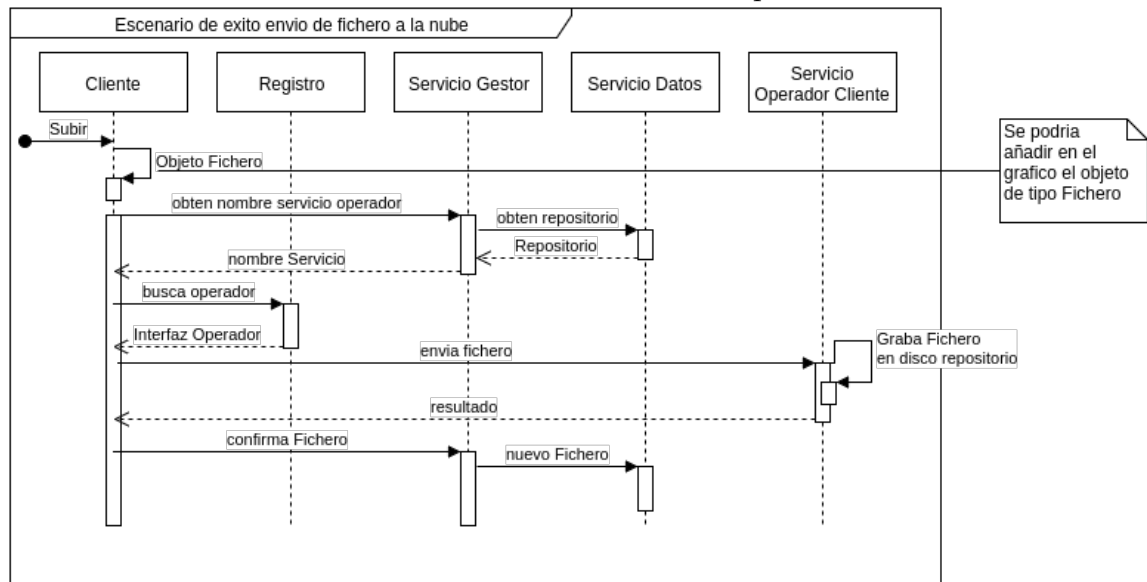 Escenario de exito envio de fichero a la nube
Cliente
Registro
Servicio Gestor
Servicio Datos
Servicio
Operador Cliente
Subir
Objeto Fichero
Se podria
añadir en el
grafico el objeto
de tipo Fichero
obten nombre servicio operador
obten repositorio
Repositorio
nombre Servicio
busca operador
Interfaz Operador
envia fichero
Graba Fichero
en disco repositorio
resultado
confirma Fichero
nuevo Fichero